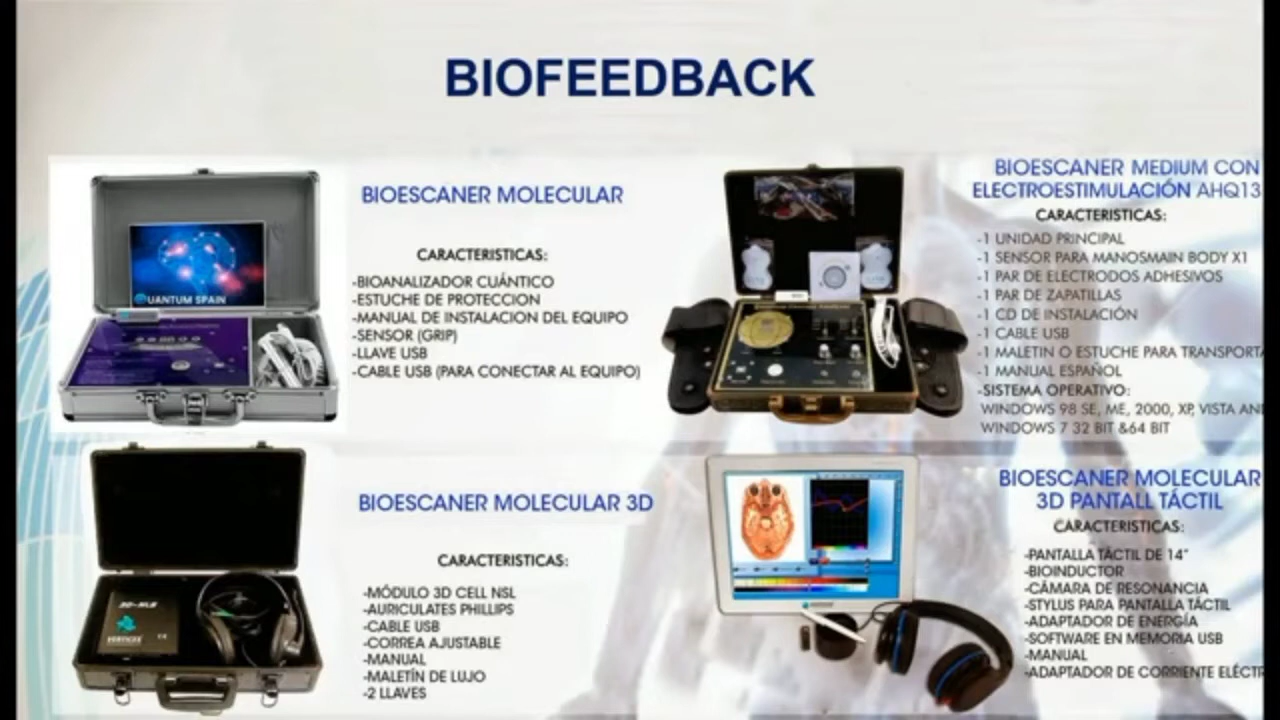 BIOFEEDBACK
BIOESCANER MOLECULAR
CARACTERISTICAS:
-BIOANALIZADOR CUÁNTICO
-ESTUCHE DE PROTECCION
-MANUAL DE INSTALACION DEL EQUIPO
-SENSOR (GRIP)
-LLAVE USB
-CABLE USB (PARA CONECTAR AL EQUIPO)
UANTUM SPAIN
BIOESCANER MEDIUM CON
ELECTROESTIMULACIÓN AHQ13
CARACTERISTICAS:
-1 UNIDAD PRINCIPAL
-1 SENSOR PARA MANOSMAIN BODY X1
-1 PAR DE ELECTRODOS ADHESIVOS
-1 PAR DE ZAPATILLAS
-1 CD DE INSTALACIÓN
-1 CABLE USB
-1 MALETIN O ESTUCHE PARA TRANSPORTA
-1 MANUAL ESPAÑOL
-SISTEMA OPERATIVO:
WINDOWS 98 SE, ME, 2000, XP, VISTA AN
WINDOWS 7 32 BIT &64 BIT
BIOESCANER MOLECULAR 3D
CARACTERISTICAS:
-MÓDULO 3D CELL NSL
-AURICULATES PHILLIPS
-CABLE USB
-CORREA AJUSTABLE
-MANUAL
-MALETÍN DE LUJO
-2 LLAVES
3D-NLS
BIOESCANER MOLECULAR
3D PANTALL TÁCTIL
CARACTERISTICAS:
-PANTALLA TÁCTIL DE 14"
-BIOINDUCTOR
-CÁMARA DE RESONANCIA
-STYLUS PARA PANTALLA TÁCTIL
-ADAPTADOR DE ENERGÍA
-SOFTWARE EN MEMORIA USB
-MANUAL
-ADAPTADOR DE CORRIENTE ELÉCTR